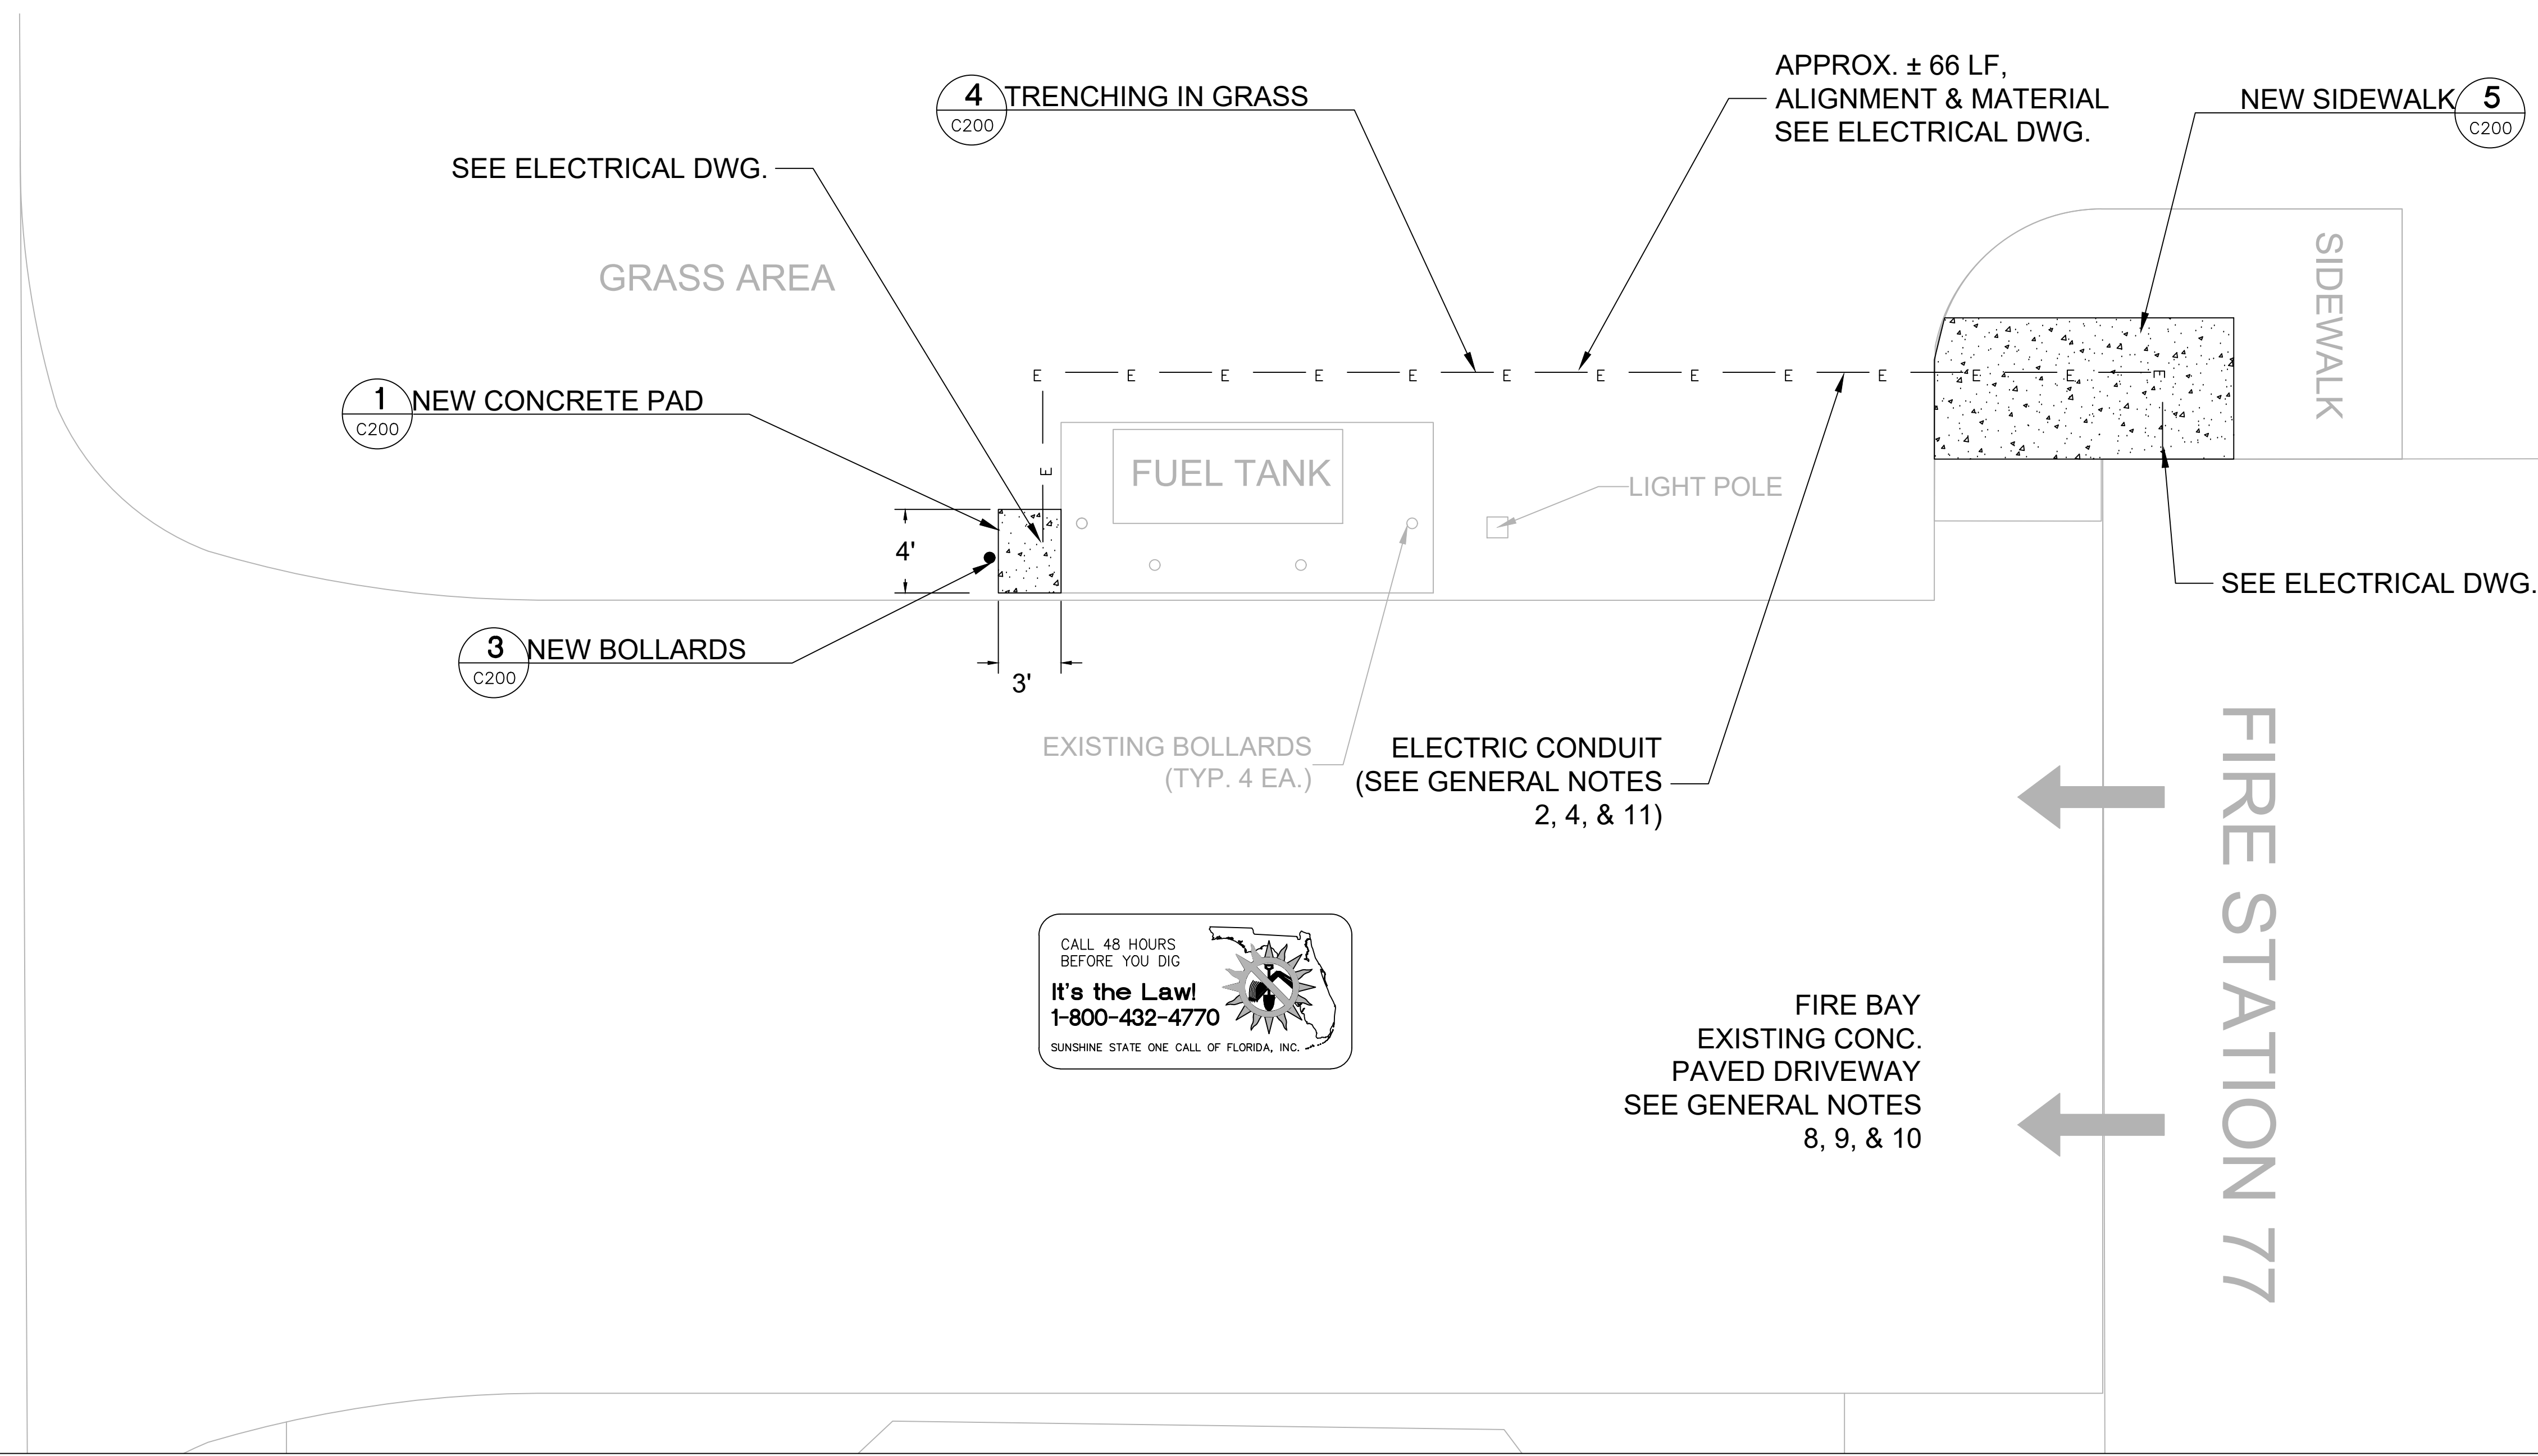 APPROX. ± 66 LF,
ALIGNMENT & MATERIAL
SEE ELECTRICAL DWG.
4
C200
TRENCHING IN GRASS
NEW SIDEWALK
5
C200
SEE ELECTRICAL DWG.
GRASS AREA
SIDEWALK
E E E E E E E E E E E E E
E
1
C200
NEW CONCRETE PAD
FUEL TANK
LIGHT POLE
4'
SEE ELECTRICAL DWG.
3
C200
NEW BOLLARDS
3'
EXISTING BOLLARDS
(TYP. 4 EA.)
ELECTRIC CONDUIT
(SEE GENERAL NOTES
2, 4, & 11)
FIRE STATION 77
CALL 48 HOURS
BEFORE YOU DIG
It's the Law!
1-800-432-4770
SUNSHINE STATE ONE CALL OF FLORIDA, INC.
FIRE BAY
EXISTING CONC.
PAVED DRIVEWAY
SEE GENERAL NOTES
8, 9, & 10